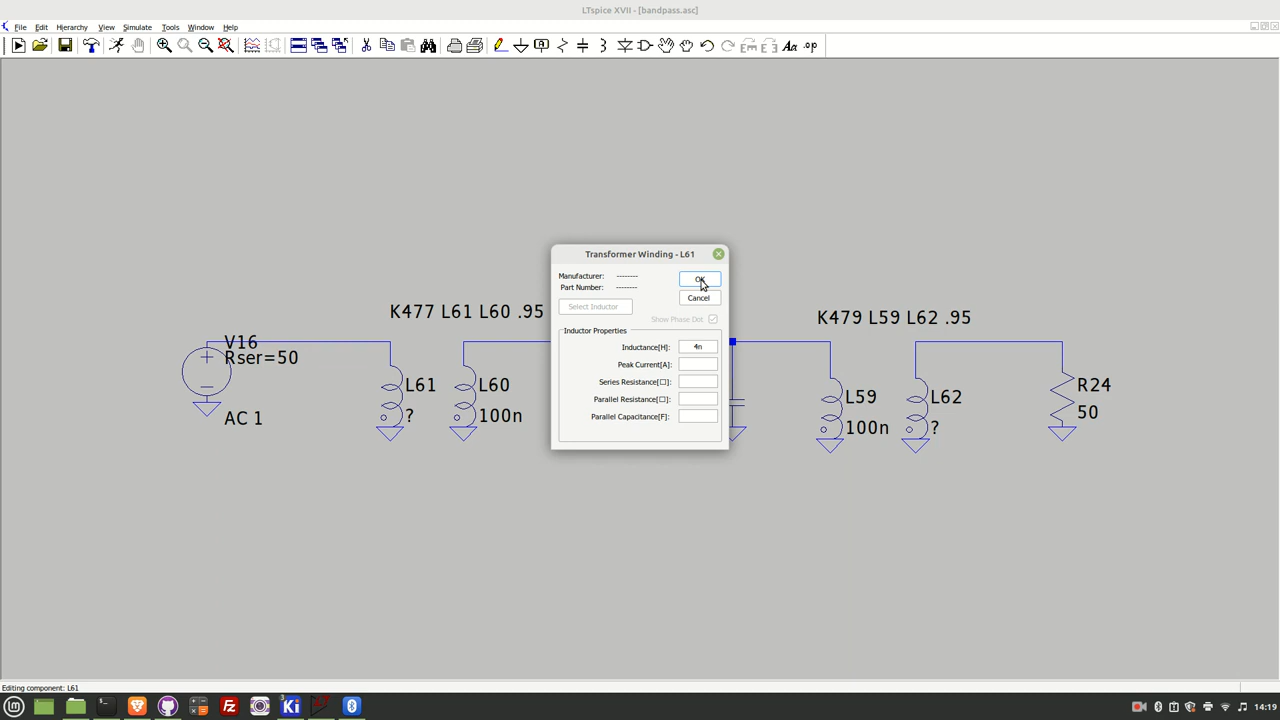 LTspice XVII - [bandpass.asc]
File Edit Hierarchy View Simulate Tools Window Help
Aa .op
Transformer Winding - L61
Manufacturer: --------
OK
Part Number: --------
Cancel
Select Inductor
Show Phase Dot
Inductor Properties
Inductance[H]: 4n
Peak Current[A]:
Series Resistance[□]:
Parallel Resistance[□]:
Parallel Capacitance[F]:
K477 L61 L60 .95
K479 L59 L62 .95
V16
Rser=50
AC 1
L61
?
L60
100n
L59
100n
L62
?
R24
50
Editing component: L61
14:19